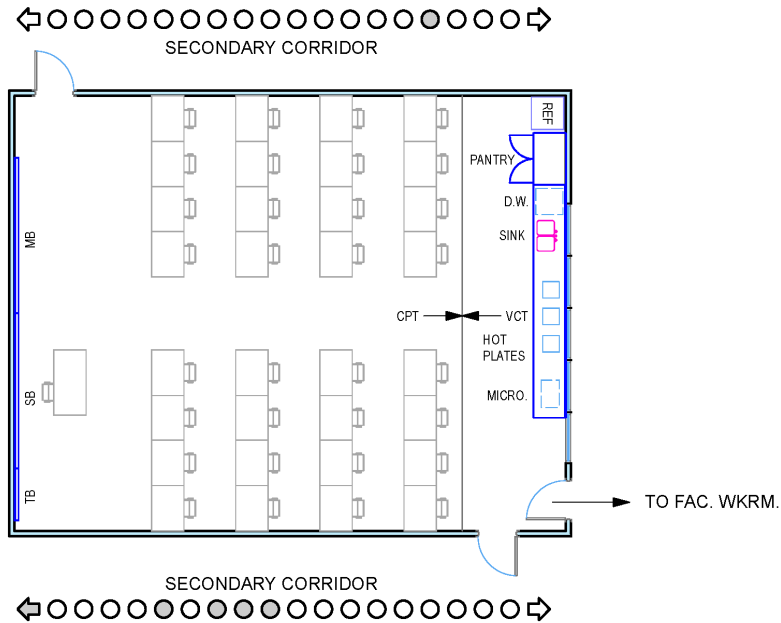 SECONDARY CORRIDOR
REF
PANTRY
D.W.
SINK
MB
CPT
VCT
HOT
PLATES
SB
MICRO.
TB
TO FAC. WKRM.
SECONDARY CORRIDOR